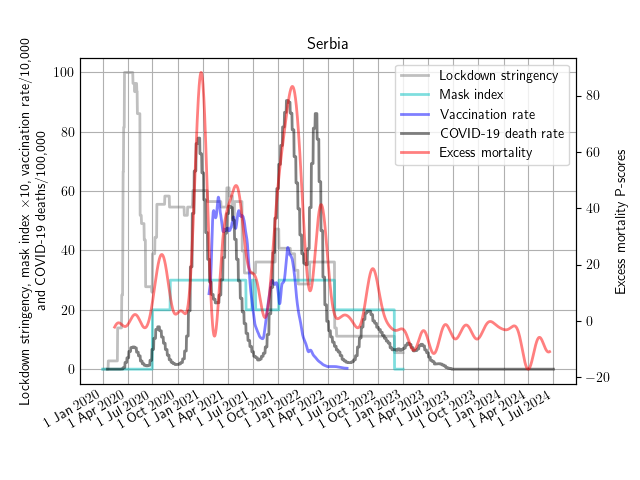 Serbia
Lockdown stringency, mask index ×10, vaccination rate/10,000
and COVID-19 deaths/100,000
100
80
60
40
20
0
Lockdown stringency
Mask index
Vaccination rate
COVID-19 death rate
Excess mortality
80
60
40
20
0
−20
Excess mortality P-scores
1 Jan 2020
1 Apr 2020
1 Jul 2020
1 Oct 2020
1 Jan 2021
1 Apr 2021
1 Jul 2021
1 Oct 2021
1 Jan 2022
1 Apr 2022
1 Jul 2022
1 Oct 2022
1 Jan 2023
1 Apr 2023
1 Jul 2023
1 Oct 2023
1 Jan 2024
1 Apr 2024
1 Jul 2024